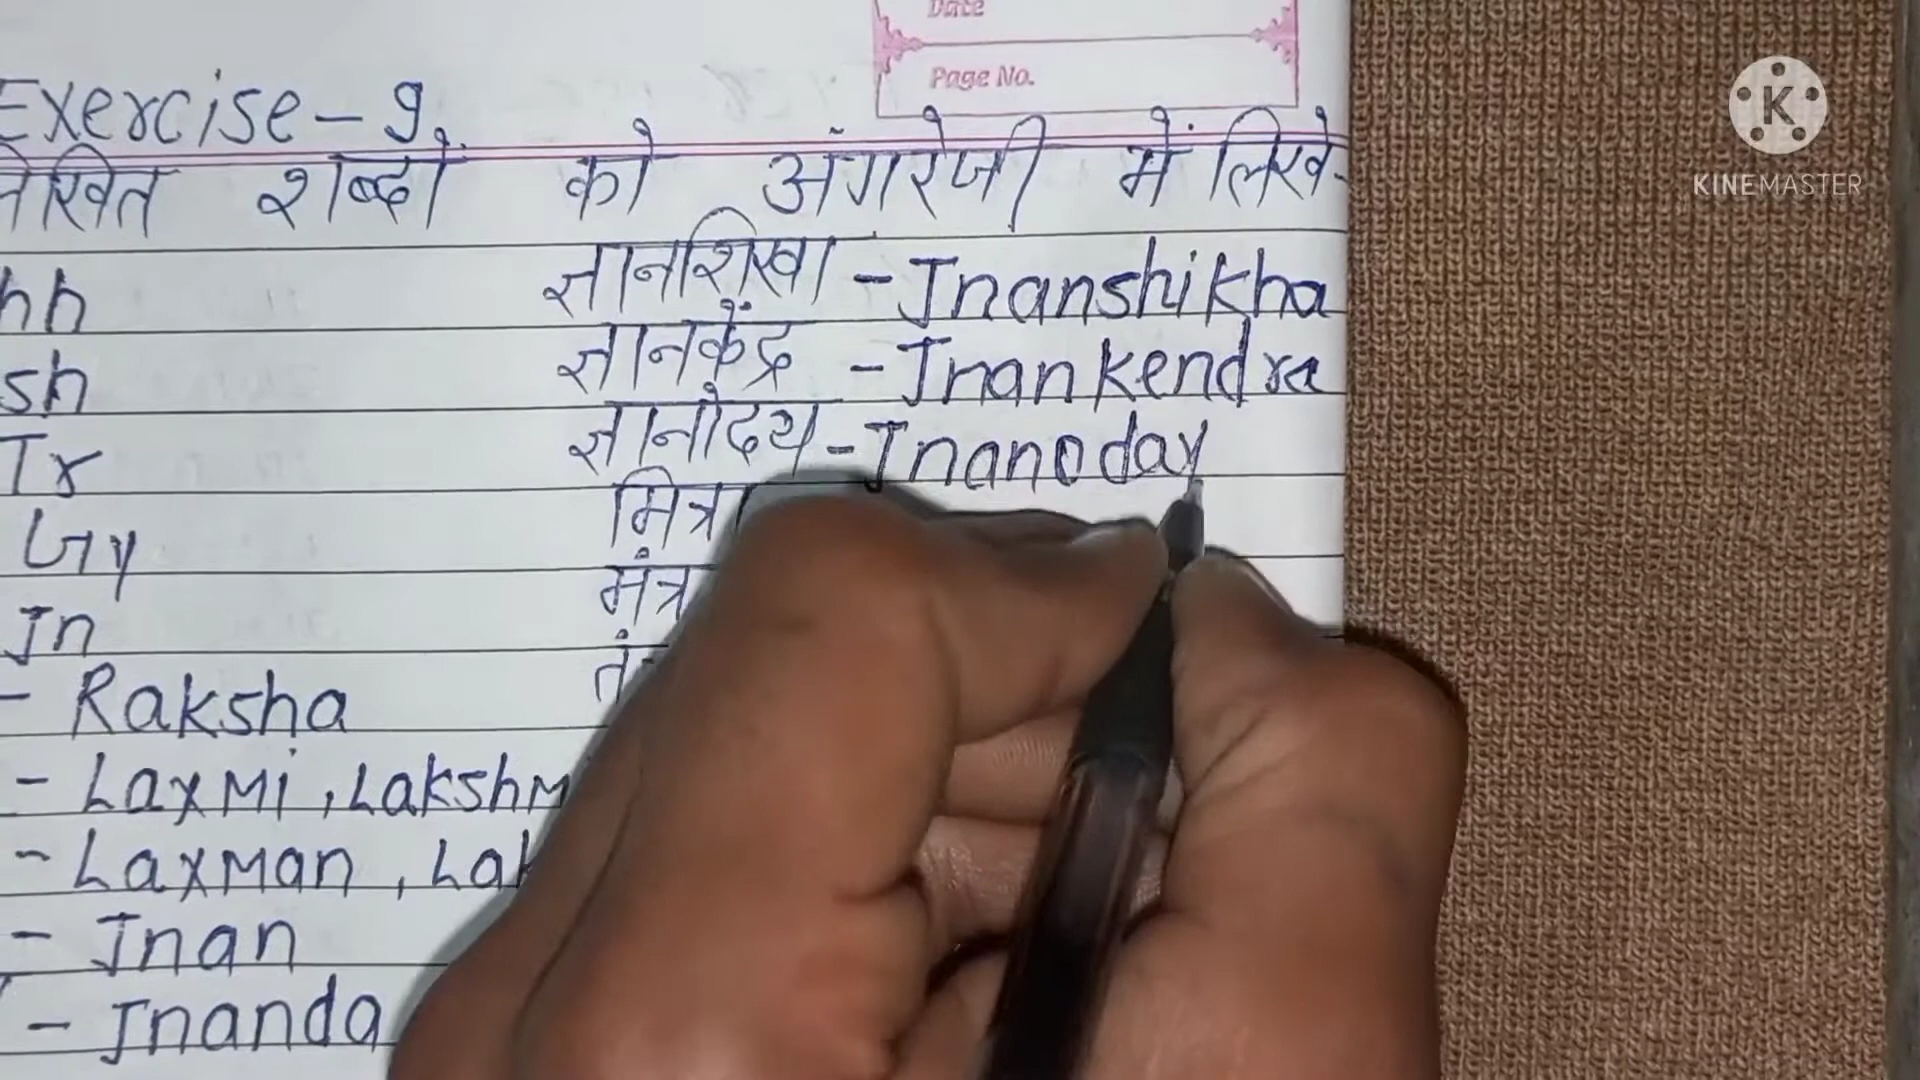 Date
Page No.
K
KINEMASTER
Exercise - 9.
शब्दों को अंगरेजी में लिखे-
hh ज्ञानशिखा - Jnanshikha
sh ज्ञानकेंद्र - Jnankendra
Tr ज्ञानोदय - Jnanoday
Gy मित्र
Jn मंत्र
- Raksha
- Laxmi, Lakshm
- Laxman, Lak
- Jnan
- Jnanda